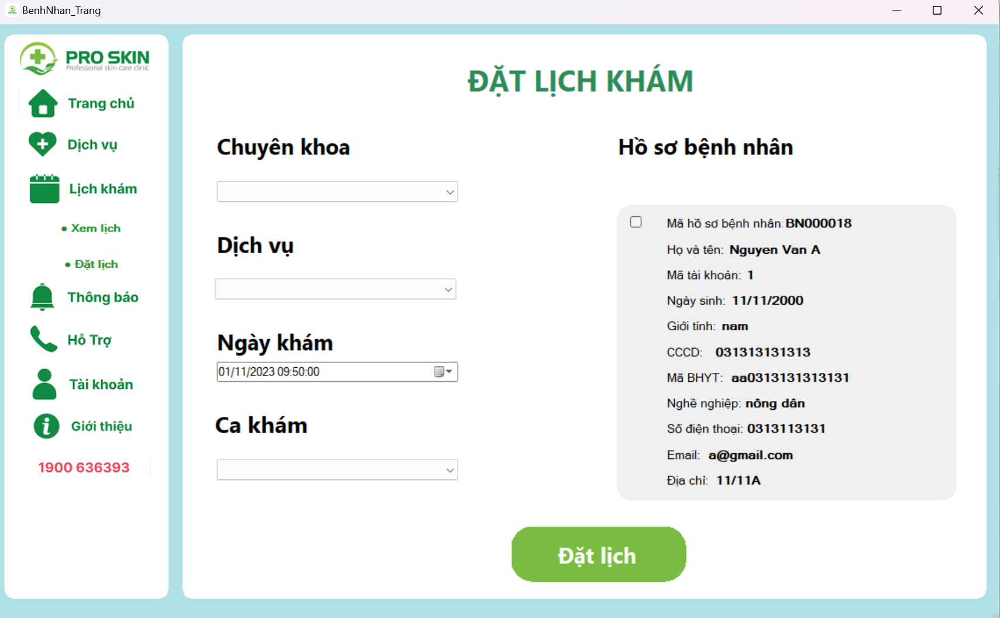 BenhNhan_Trang
PRO SKIN
Professional skin care clinic
Trang chủ
Dịch vụ
Lịch khám
• Xem lịch
• Đặt lịch
Thông báo
Hỗ Trợ
Tài khoản
Giới thiệu
1900 636393
ĐẶT LỊCH KHÁM
Chuyên khoa
Dịch vụ
Ngày khám
01/11/2023 09:50:00
Ca khám
Hồ sơ bệnh nhân
Mã hồ sơ bệnh nhân: BN000018
Họ và tên: Nguyen Van A
Mã tài khoản: 1
Ngày sinh: 11/11/2000
Giới tính: nam
CCCD: 031313131313
Mã BHYT: aa0313131313131
Nghề nghiệp: nông dân
Số điện thoại: 0313113131
Email: a@gmail.com
Địa chỉ: 11/11A
Đặt lịch